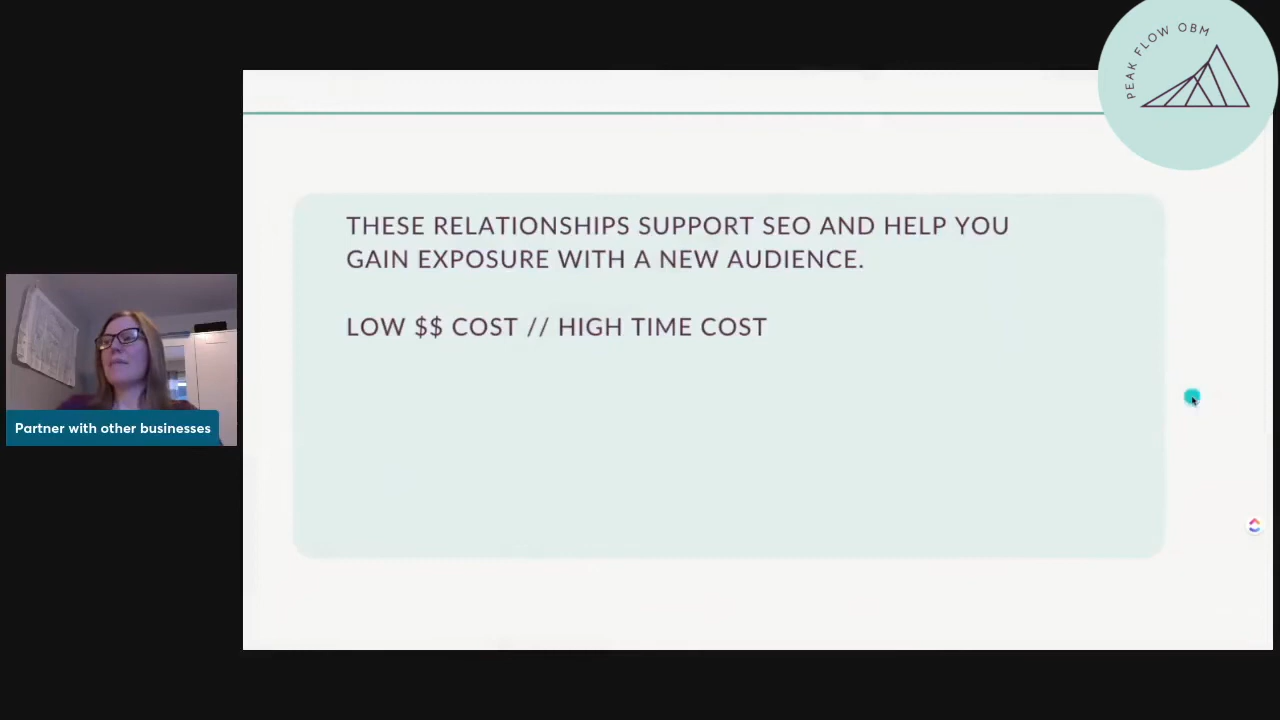 PEAK FLOW OBM
THESE RELATIONSHIPS SUPPORT SEO AND HELP YOU
GAIN EXPOSURE WITH A NEW AUDIENCE.
LOW $$ COST // HIGH TIME COST
Partner with other businesses